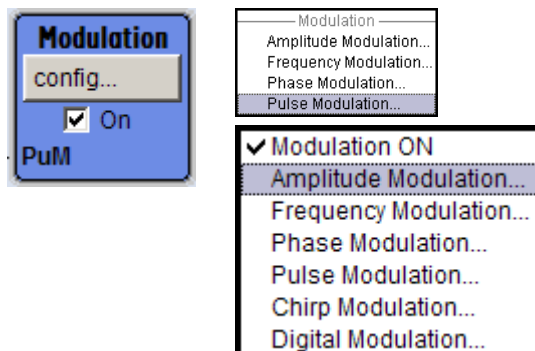 Modulation
config...
On
PuM
Modulation
Amplitude Modulation...
Frequency Modulation...
Phase Modulation...
Pulse Modulation...
Modulation ON
Amplitude Modulation...
Frequency Modulation...
Phase Modulation...
Pulse Modulation...
Chirp Modulation...
Digital Modulation...